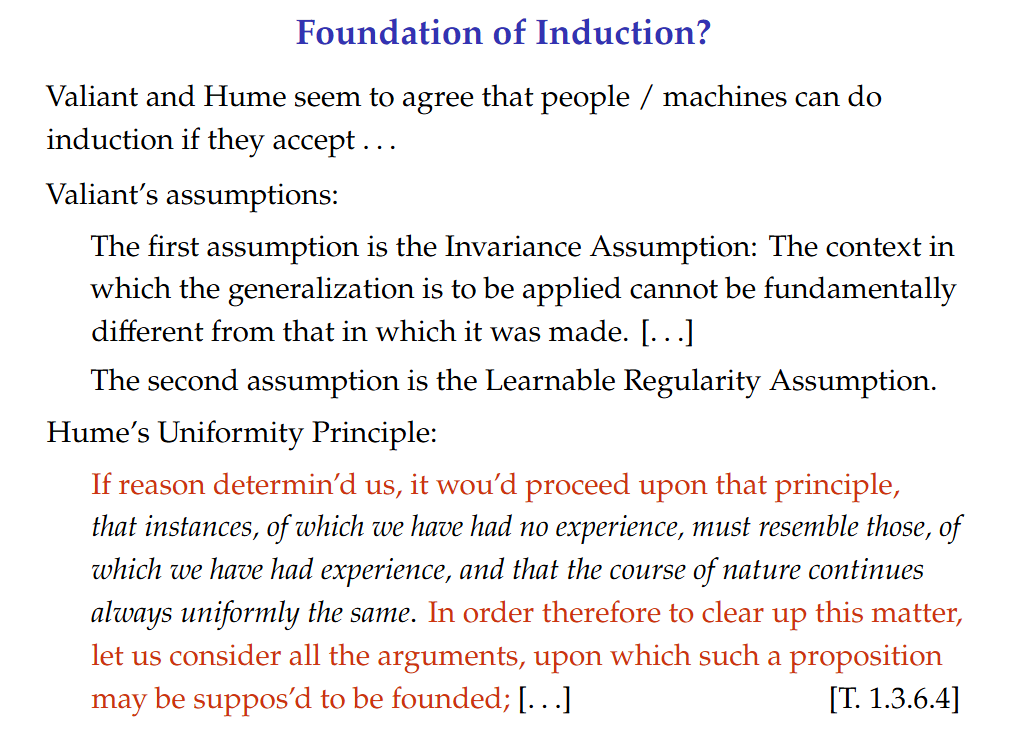 Foundation of Induction?
Valiant and Hume seem to agree that people / machines can do
induction if they accept . . .
Valiant's assumptions:
The first assumption is the Invariance Assumption: The context in
which the generalization is to be applied cannot be fundamentally
different from that in which it was made. [. . .]
The second assumption is the Learnable Regularity Assumption.
Hume's Uniformity Principle:
If reason determin'd us, it wou'd proceed upon that principle,
that instances, of which we have had no experience, must resemble those, of
which we have had experience, and that the course of nature continues
always uniformly the same. In order therefore to clear up this matter,
let us consider all the arguments, upon which such a proposition
may be suppos'd to be founded; [. . .] [T. 1.3.6.4]